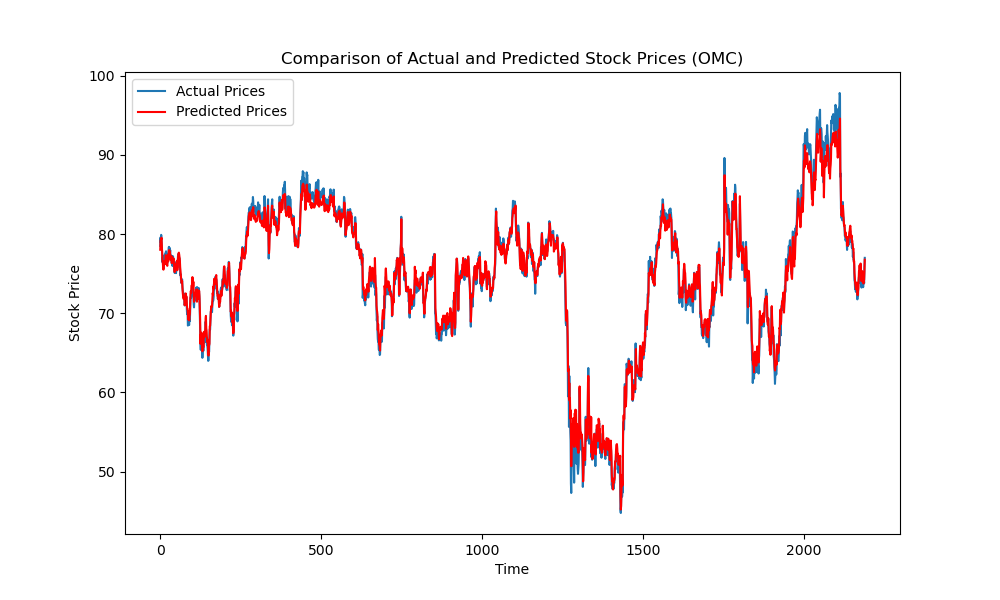 Comparison of Actual and Predicted Stock Prices (OMC)
Actual Prices
Predicted Prices
100
90
80
70
60
50
Stock Price
0 500 1000 1500 2000
Time